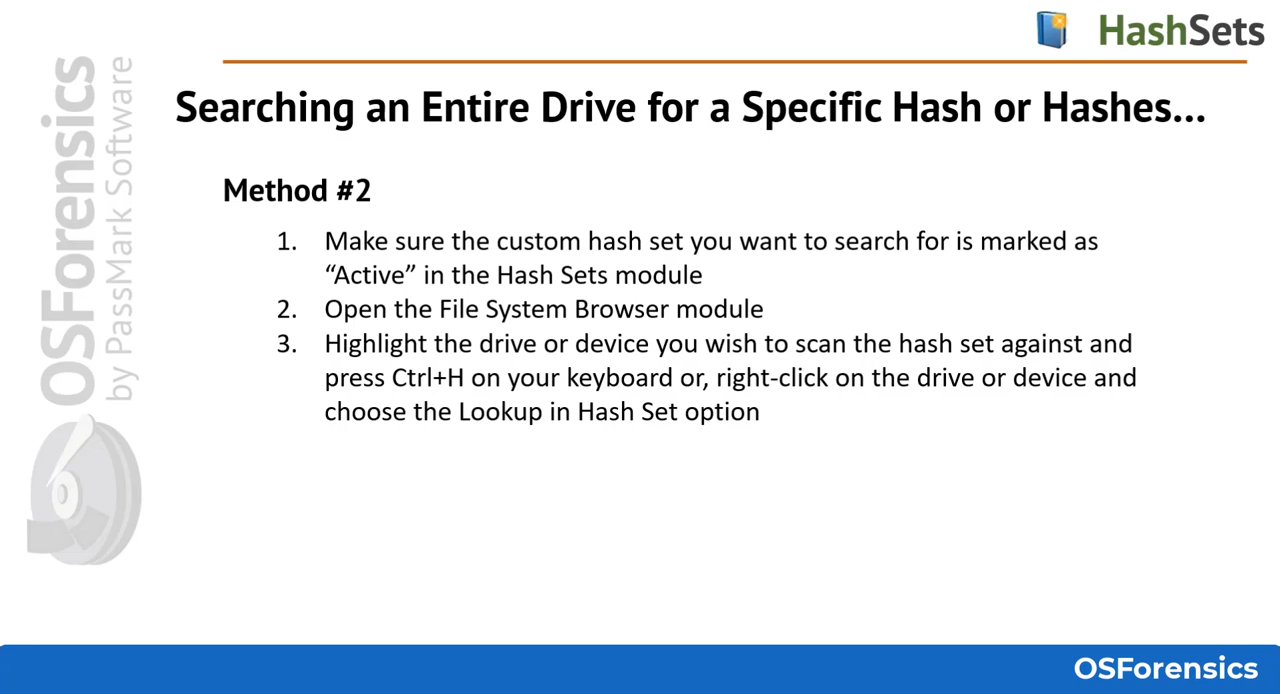 HashSets
Searching an Entire Drive for a Specific Hash or Hashes...
Method #2
1. Make sure the custom hash set you want to search for is marked as
“Active” in the Hash Sets module
2. Open the File System Browser module
3. Highlight the drive or device you wish to scan the hash set against and
press Ctrl+H on your keyboard or, right-click on the drive or device and
choose the Lookup in Hash Set option
OSForensics
by PassMark Software
OSForensics